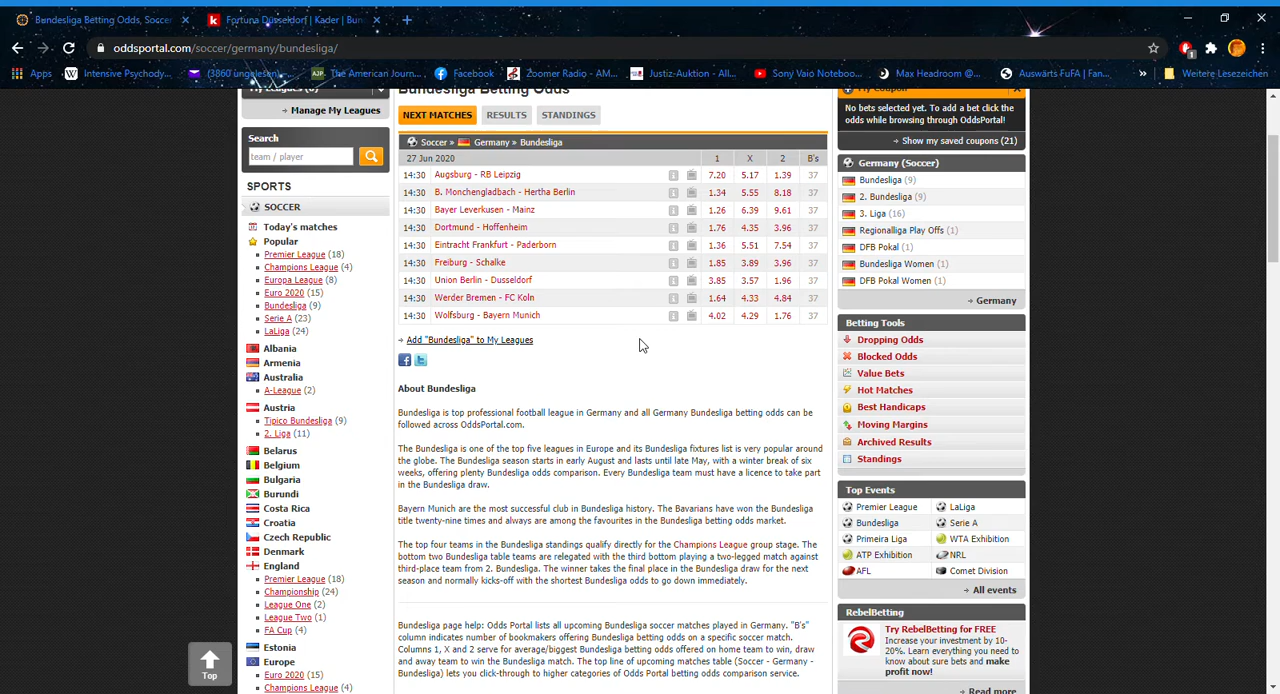 Bundesliga Betting Odds, Soccer
Fortuna Düsseldorf | Kader | Bun
oddsportal.com/soccer/germany/bundesliga/
Apps
Intensive Psychody...
(3860 ungelesen)
The American Journ...
Facebook
Zoomer Radio - AM...
Justiz-Auktion - All...
Sony Vaio Noteboo...
Max Headroom @...
Auswärts FuFA | Fan...
»
Weitere Lesezeichen
Manage My Leagues
Search
team / player
SPORTS
SOCCER
Today's matches
Popular
Premier League (18)
Champions League (4)
Europa League (8)
Euro 2020 (15)
Bundesliga (9)
Serie A (23)
LaLiga (24)
Albania
Armenia
Australia
A-League (2)
Austria
Tipico Bundesliga (9)
2. Liga (11)
Belarus
Belgium
Bulgaria
Burundi
Costa Rica
Croatia
Czech Republic
Denmark
England
Premier League (18)
Championship (24)
League One (2)
League Two (1)
FA Cup (4)
Estonia
Europe
Euro 2020 (15)
Champions League (4)
Top
Bundesliga Betting Odds
NEXT MATCHES RESULTS STANDINGS
Soccer » Germany » Bundesliga
27 Jun 2020 1 X 2 B's
14:30 Augsburg - RB Leipzig 7.20 5.17 1.39 37
14:30 B. Monchengladbach - Hertha Berlin 1.34 5.55 8.18 37
14:30 Bayer Leverkusen - Mainz 1.26 6.39 9.61 37
14:30 Dortmund - Hoffenheim 1.76 4.35 3.96 37
14:30 Eintracht Frankfurt - Paderborn 1.36 5.51 7.54 37
14:30 Freiburg - Schalke 1.85 3.89 3.96 37
14:30 Union Berlin - Dusseldorf 3.85 3.57 1.96 37
14:30 Werder Bremen - FC Koln 1.64 4.33 4.84 37
14:30 Wolfsburg - Bayern Munich 4.02 4.29 1.76 37
Add "Bundesliga" to My Leagues
About Bundesliga
Bundesliga is top professional football league in Germany and all Germany Bundesliga betting odds can be
followed across OddsPortal.com.
The Bundesliga is one of the top five leagues in Europe and its Bundesliga fixtures list is very popular around
the globe. The Bundesliga season starts in early August and lasts until late May, with a winter break of six
weeks, offering plenty Bundesliga odds comparison. Every Bundesliga team must have a licence to take part
in the Bundesliga draw.
Bayern Munich are the most successful club in Bundesliga history. The Bavarians have won the Bundesliga
title twenty-nine times and always are among the favourites in the Bundesliga betting odds market.
The top four teams in the Bundesliga standings qualify directly for the Champions League group stage. The
bottom two Bundesliga table teams are relegated with the third bottom playing a two-legged match against
third-place team from 2. Bundesliga. The winner takes the final place in the Bundesliga draw for the next
season and normally kicks-off with the shortest Bundesliga odds to go down immediately.
Bundesliga page help: Odds Portal lists all upcoming Bundesliga soccer matches played in Germany. "B's"
column indicates number of bookmakers offering Bundesliga betting odds on a specific soccer match.
Columns 1, X and 2 serve for average/biggest Bundesliga betting odds offered on home team to win, draw
and away team to win the Bundesliga match. The top line of upcoming matches table (Soccer - Germany -
Bundesliga) lets you click-through to higher categories of Odds Portal betting odds comparison service.
No bets selected yet. To add a bet click the
odds while browsing through OddsPortal!
Show my saved coupons (21)
Germany (Soccer)
Bundesliga (9)
2. Bundesliga (9)
3. Liga (16)
Regionalliga Play Offs (1)
DFB Pokal (1)
Bundesliga Women (1)
DFB Pokal Women (1)
Germany
Betting Tools
Dropping Odds
Blocked Odds
Value Bets
Hot Matches
Best Handicaps
Moving Margins
Archived Results
Standings
Top Events
Premier League LaLiga
Bundesliga Serie A
Primeira Liga WTA Exhibition
ATP Exhibition NRL
AFL Comet Division
All events
RebelBetting
Try RebelBetting for FREE
Increase your investment by 10-
20%. Learn everything you need to
know about sure bets and make
profit now!
Read more